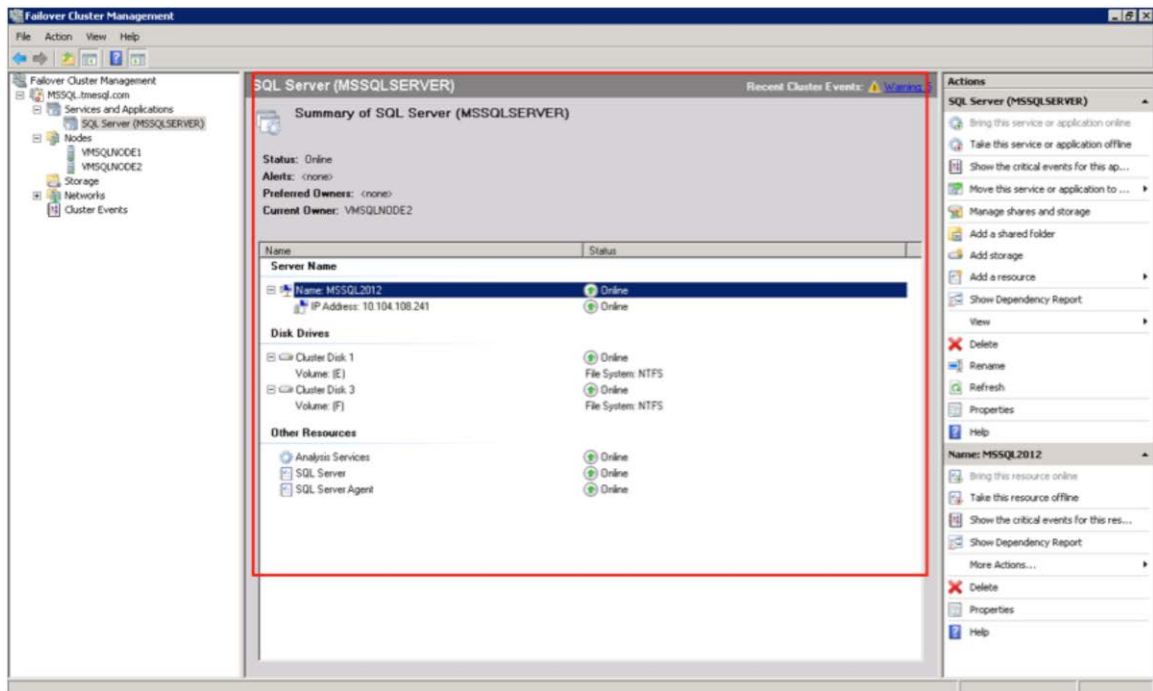 Failover Cluster Management
File Action View Help
Failover Cluster Management
MSSQL.tmesql.com
Services and Applications
SQL Server (MSSQLSERVER)
Nodes
VMSQLNODE1
VMSQLNODE2
Storage
Networks
Cluster Events
SQL Server (MSSQLSERVER) Recent Cluster Events: Warning: 5
Summary of SQL Server (MSSQLSERVER)
Status: Online
Alerts: <none>
Preferred Owners: <none>
Current Owner: VMSQLNODE2
Name Status
Server Name
Name: MSSQL2012 Online
IP Address: 10.104.108.241 Online
Disk Drives
Cluster Disk 1 Online
Volume: (E) File System: NTFS
Cluster Disk 3 Online
Volume: (F) File System: NTFS
Other Resources
Analysis Services Online
SQL Server Online
SQL Server Agent Online
Actions
SQL Server (MSSQLSERVER)
Bring this service or application online
Take this service or application offline
Show the critical events for this ap...
Move this service or application to ...
Manage shares and storage
Add a shared folder
Add storage
Add a resource
Show Dependency Report
View
Delete
Rename
Refresh
Properties
Help
Name: MSSQL2012
Bring this resource online
Take this resource offline
Show the critical events for this res...
Show Dependency Report
More Actions...
Delete
Properties
Help